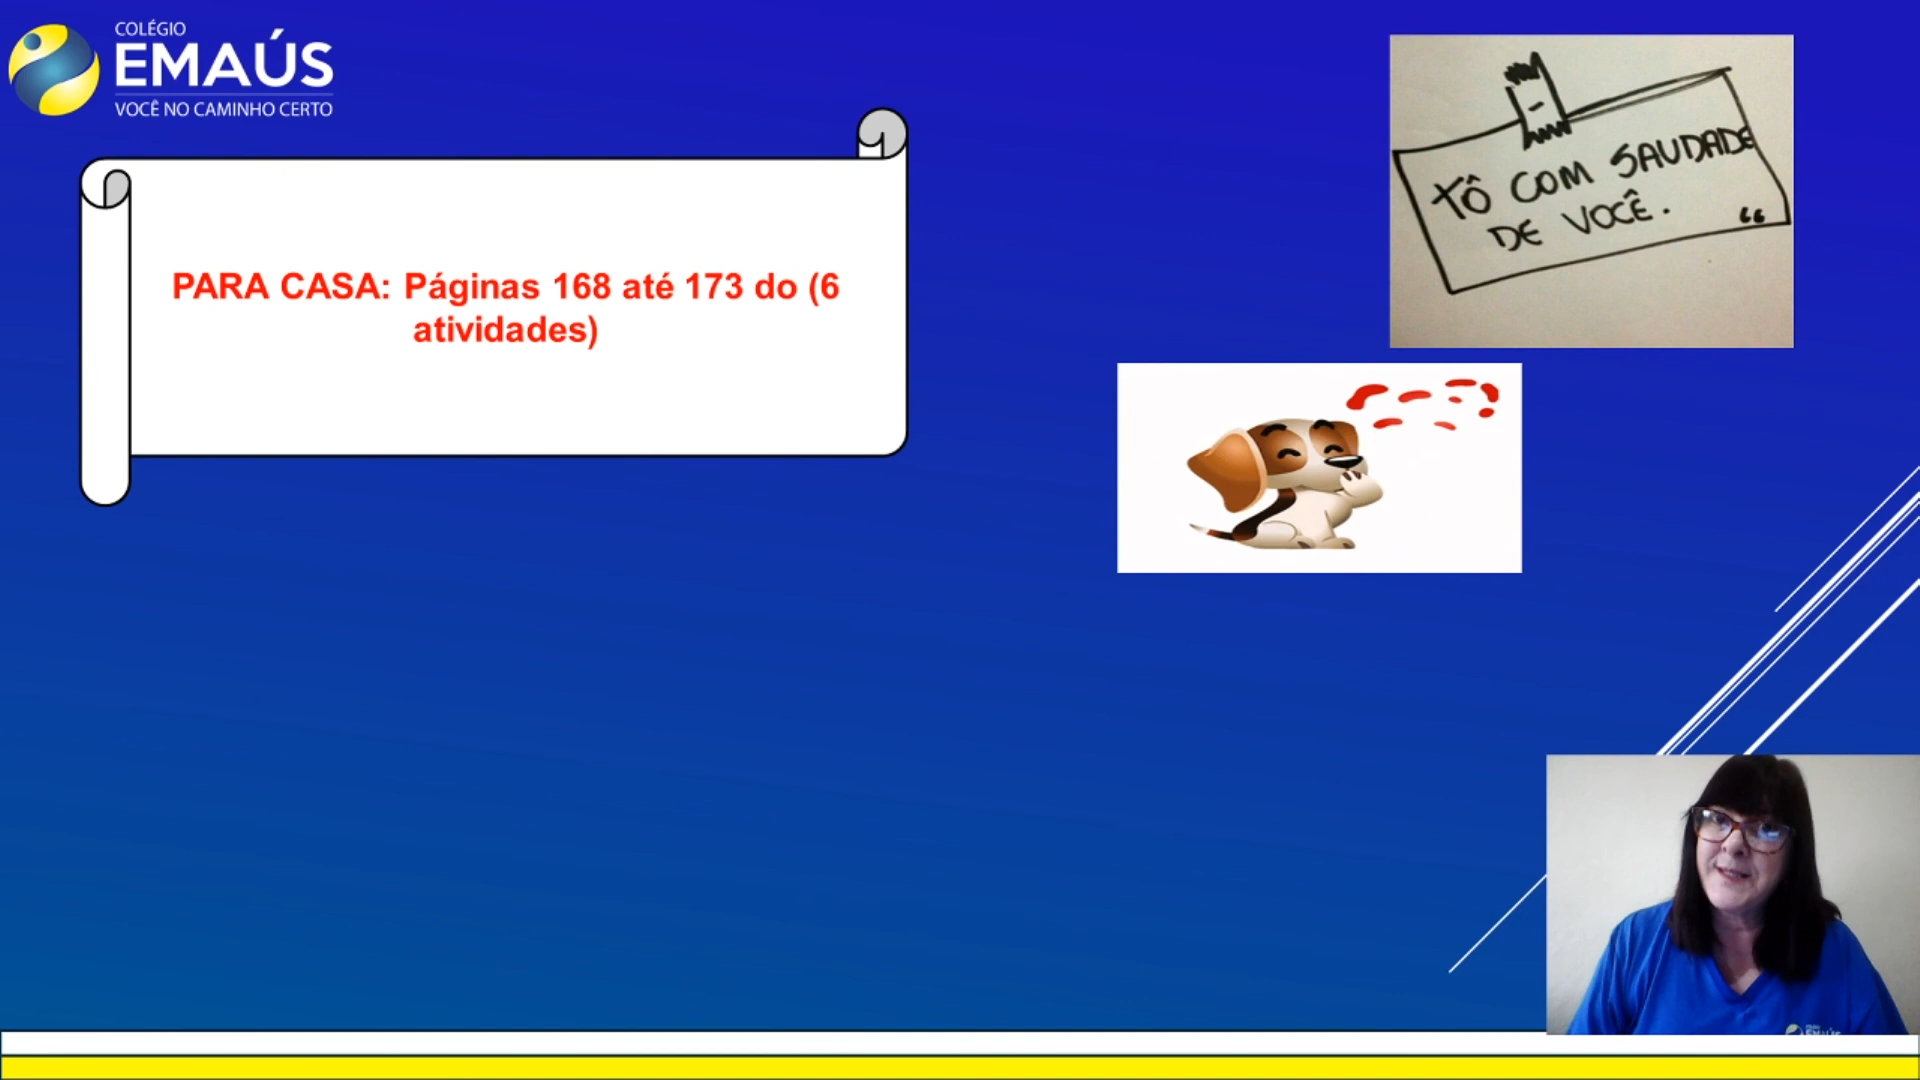 COLÉGIO
EMAÚS
VOCÊ NO CAMINHO CERTO
PARA CASA: Páginas 168 até 173 do (6
atividades)
TÔ COM SAUDADE
DE VOCÊ.
EMAÚS